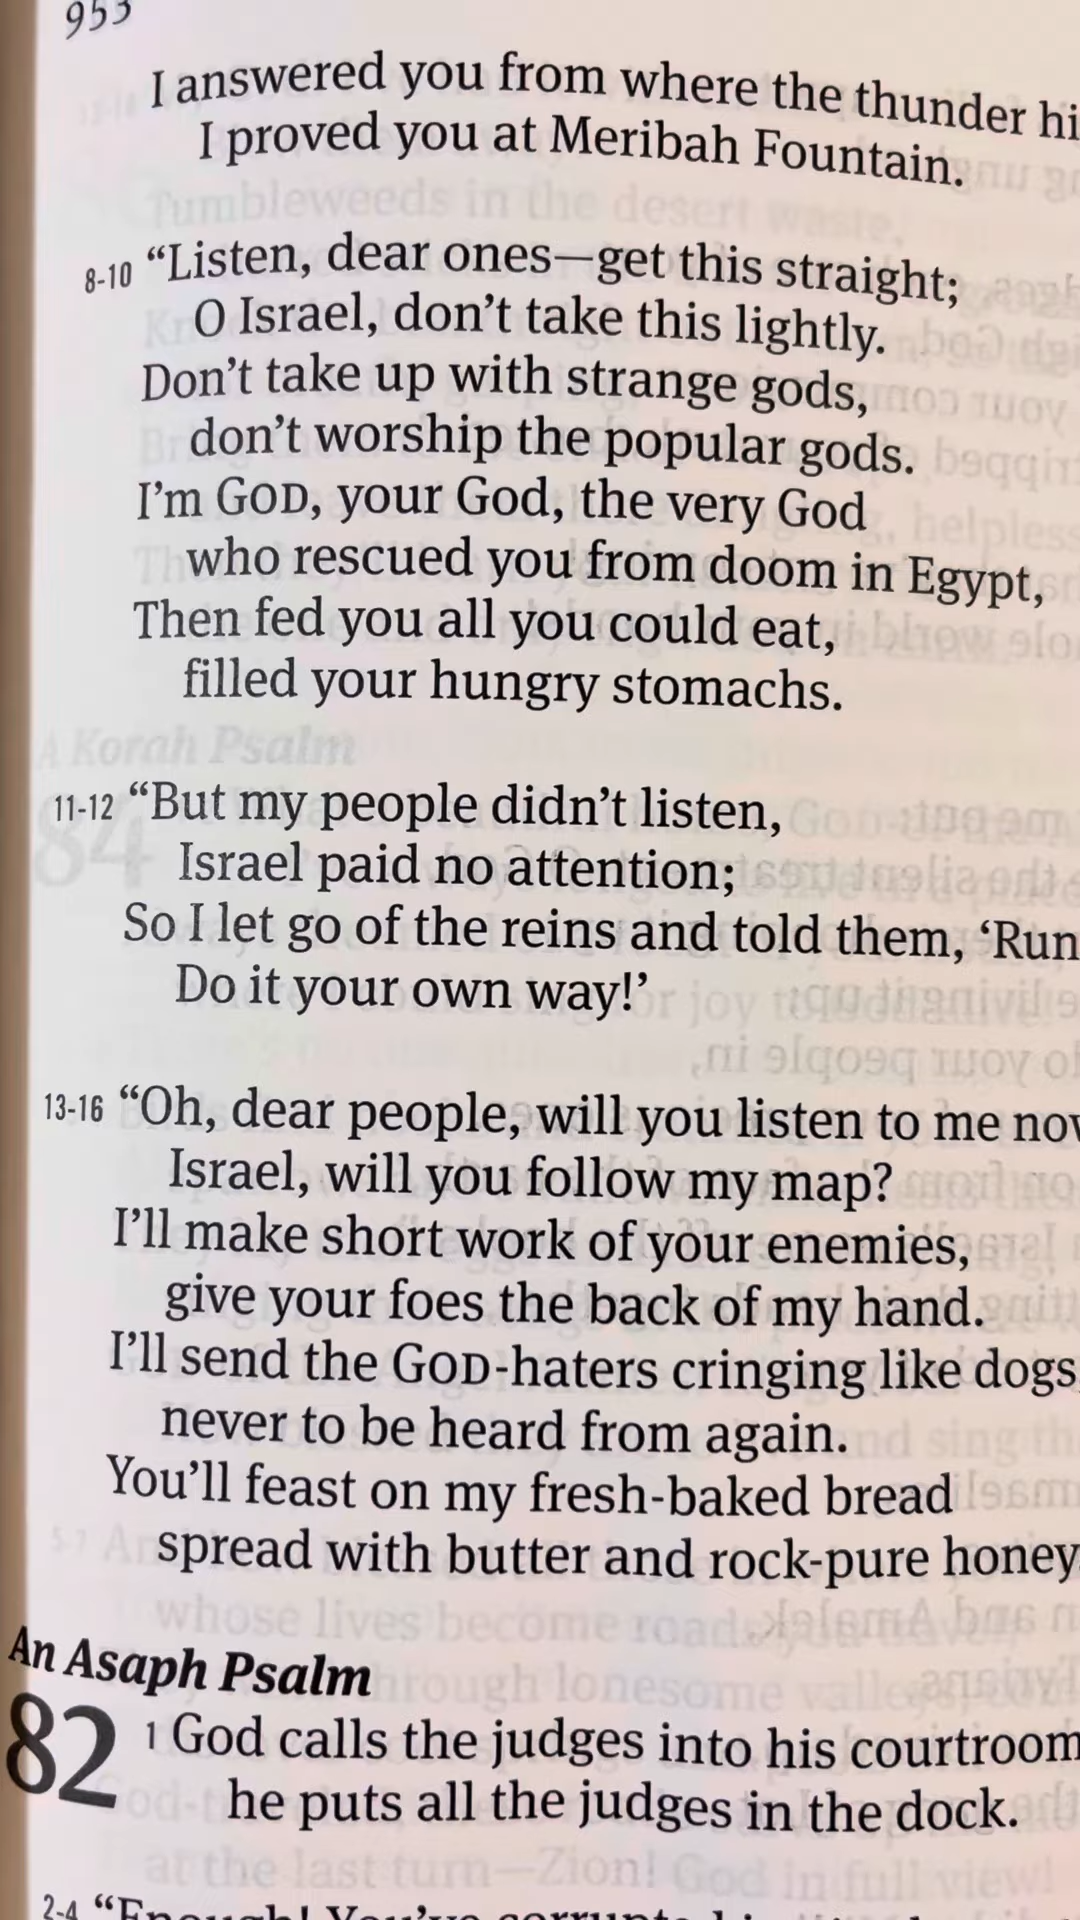 953
I answered you from where the thunder hi
I proved you at Meribah Fountain.
8-10 “Listen, dear ones—get this straight;
O Israel, don’t take this lightly.
Don’t take up with strange gods,
don’t worship the popular gods.
I’m GOD, your God, the very God
who rescued you from doom in Egypt,
Then fed you all you could eat,
filled your hungry stomachs.
11-12 “But my people didn’t listen,
Israel paid no attention;
So I let go of the reins and told them, ‘Run
Do it your own way!’
13-16 “Oh, dear people, will you listen to me now
Israel, will you follow my map?
I’ll make short work of your enemies,
give your foes the back of my hand.
I’ll send the GOD-haters cringing like dogs,
never to be heard from again.
You’ll feast on my fresh-baked bread
spread with butter and rock-pure honey.
An Asaph Psalm
82 1 God calls the judges into his courtroom
he puts all the judges in the dock.
2-4 “Enough! You’ve